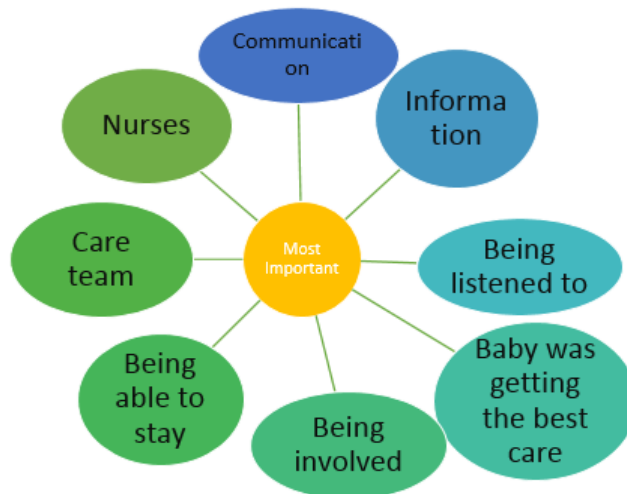 Communicati
on
Informa
tion
Nurses
Most
Important
Care
team
Being
listened to
Being
able to
stay
Being
involved
Baby was
getting
the best
care